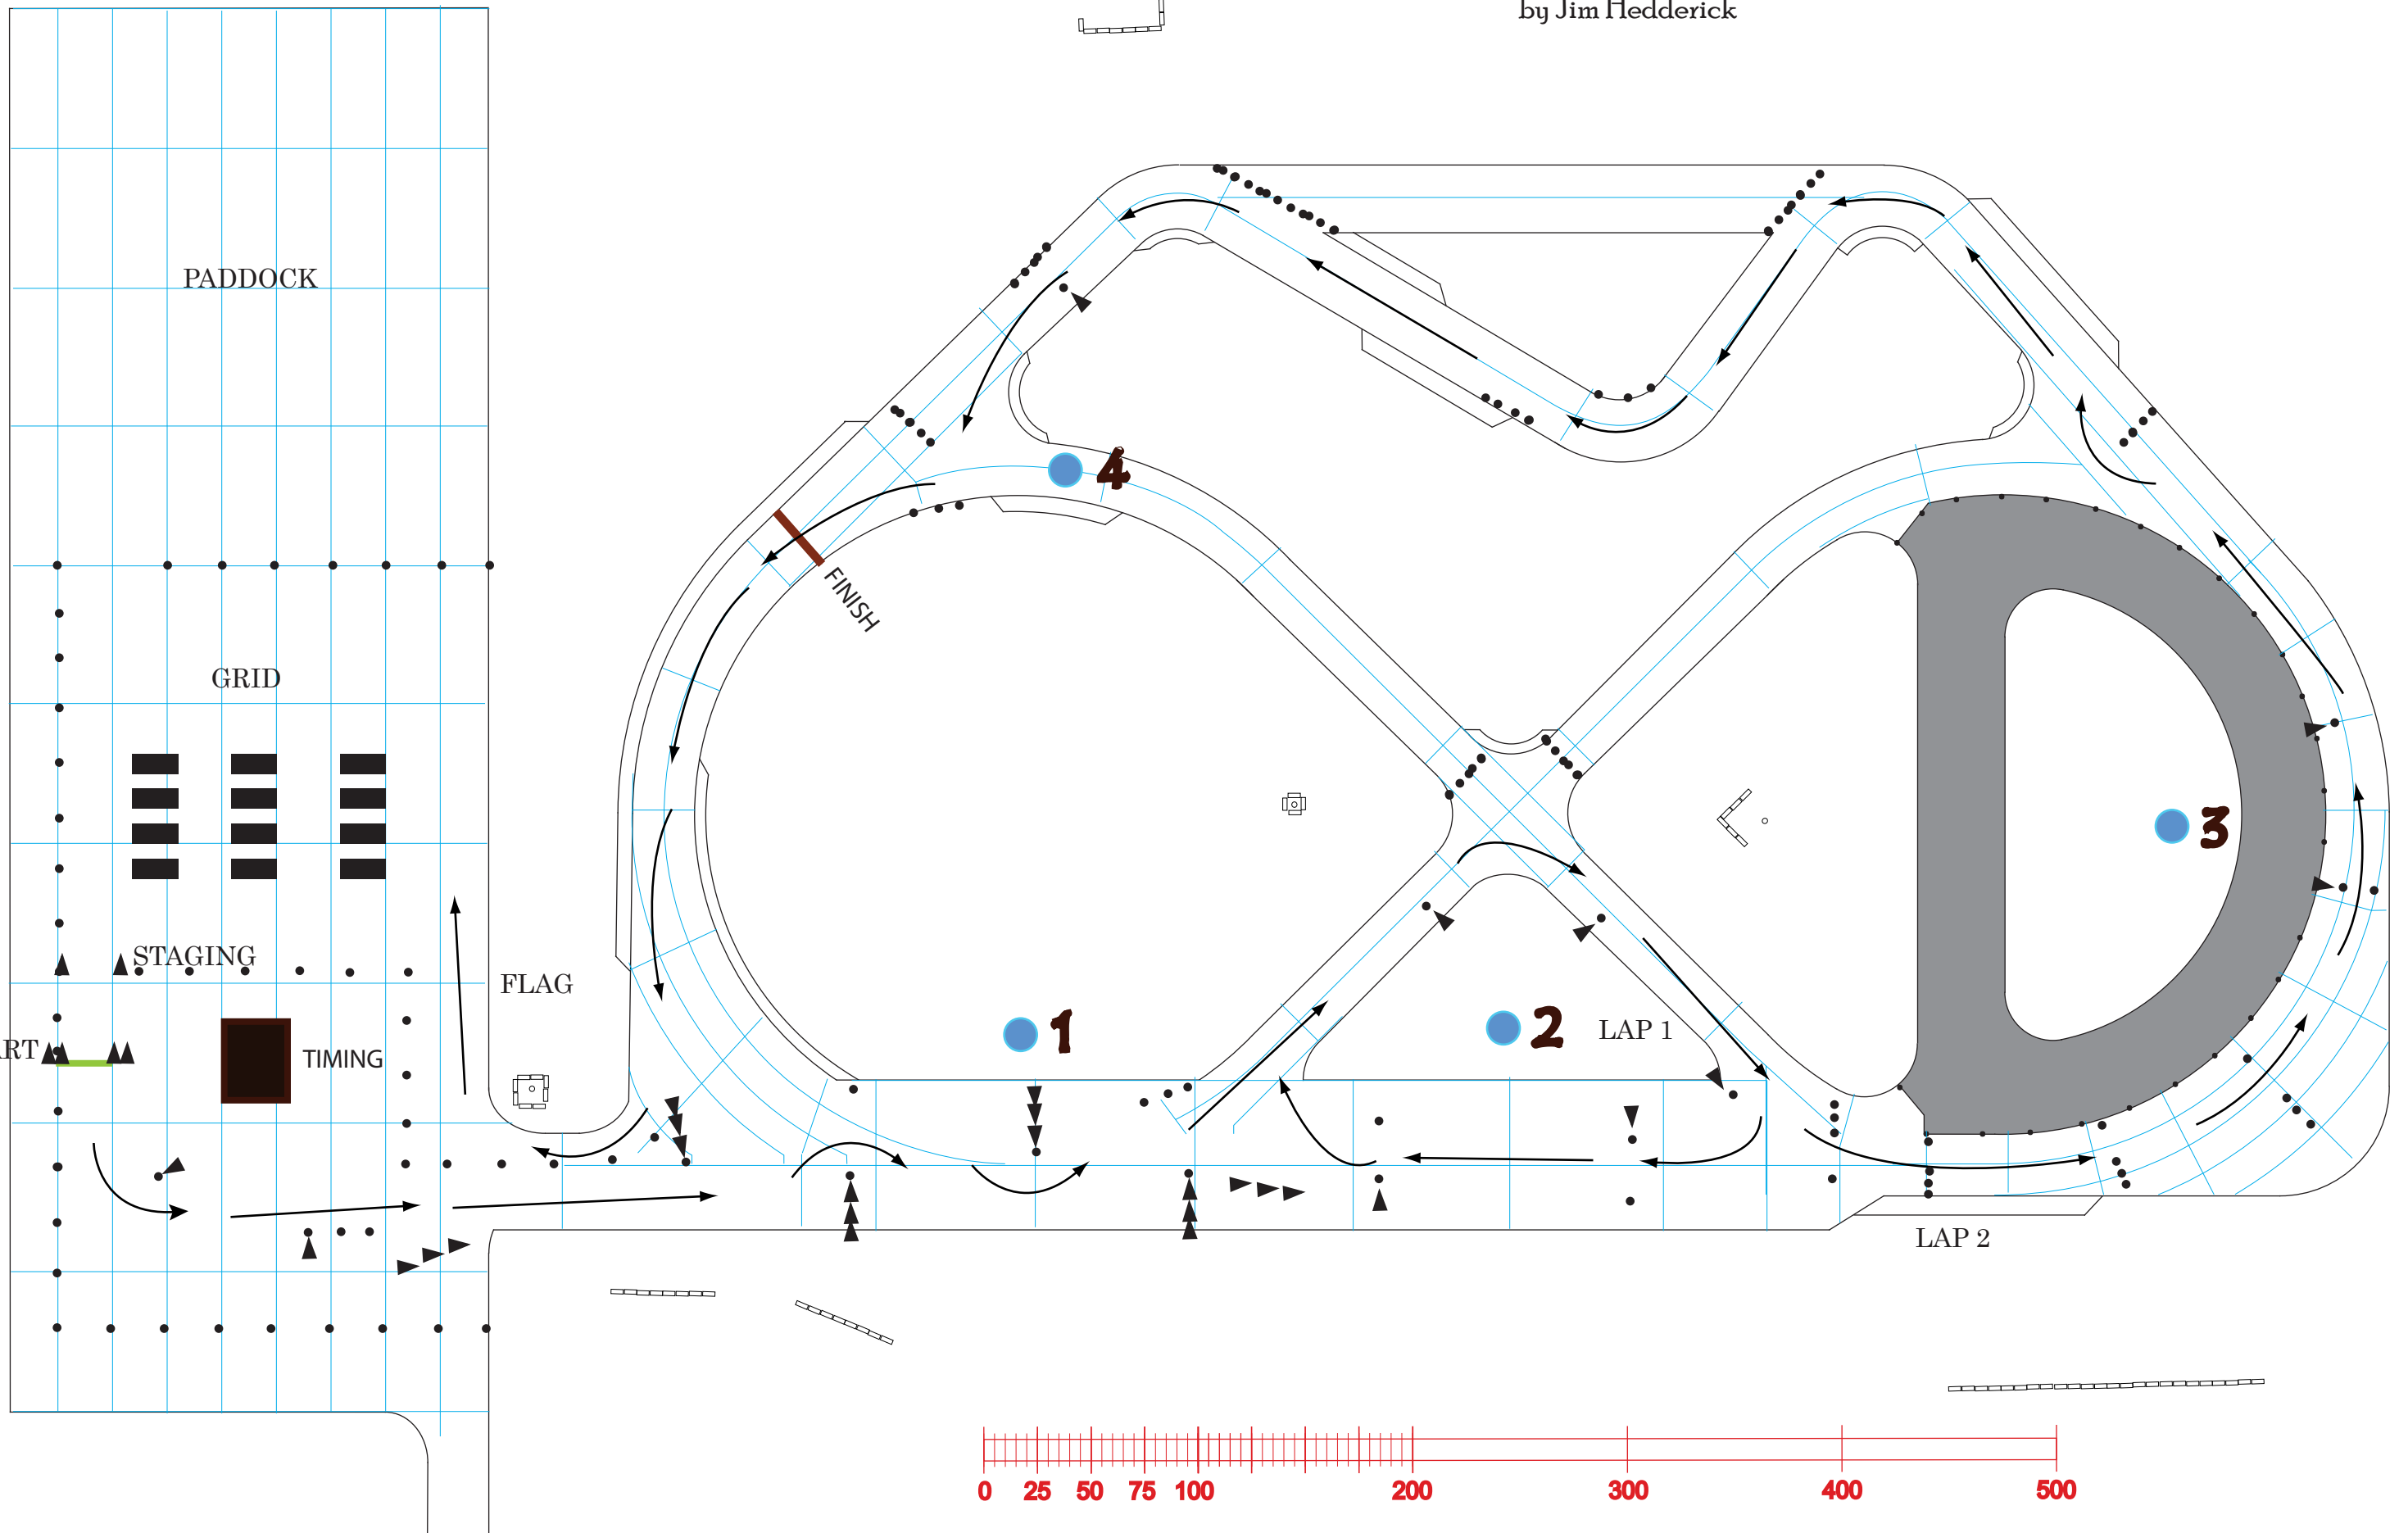 by Jim Hedderick
PADDOCK
4
FINISH
GRID
3
STAGING
FLAG
1
2
LAP 1
RT
TIMING
LAP 2
0 25 50 75 100 200 300 400 500